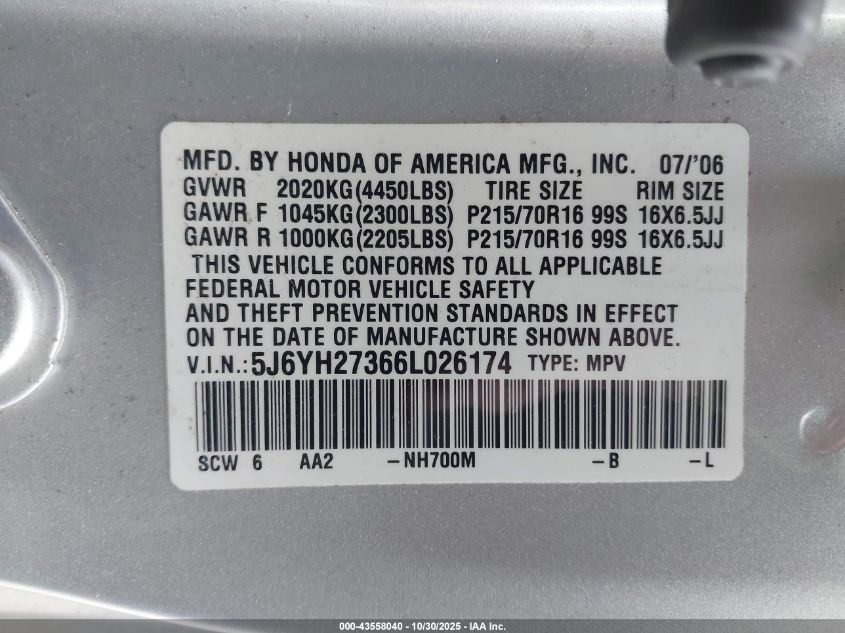 MFD. BY HONDA OF AMERICA MFG., INC. 07/'06
GVWR 2020KG(4450LBS) TIRE SIZE RIM SIZE
GAWR F 1045KG(2300LBS) P215/70R16 99S 16X6.5JJ
GAWR R 1000KG(2205LBS) P215/70R16 99S 16X6.5JJ
THIS VEHICLE CONFORMS TO ALL APPLICABLE
FEDERAL MOTOR VEHICLE SAFETY
AND THEFT PREVENTION STANDARDS IN EFFECT
ON THE DATE OF MANUFACTURE SHOWN ABOVE.
V.I.N.: 5J6YH27366L026174 TYPE: MPV
SCW 6 AA2 -NH700M -B -L
000-43558040 - 10/30/2025 - IAA Inc.